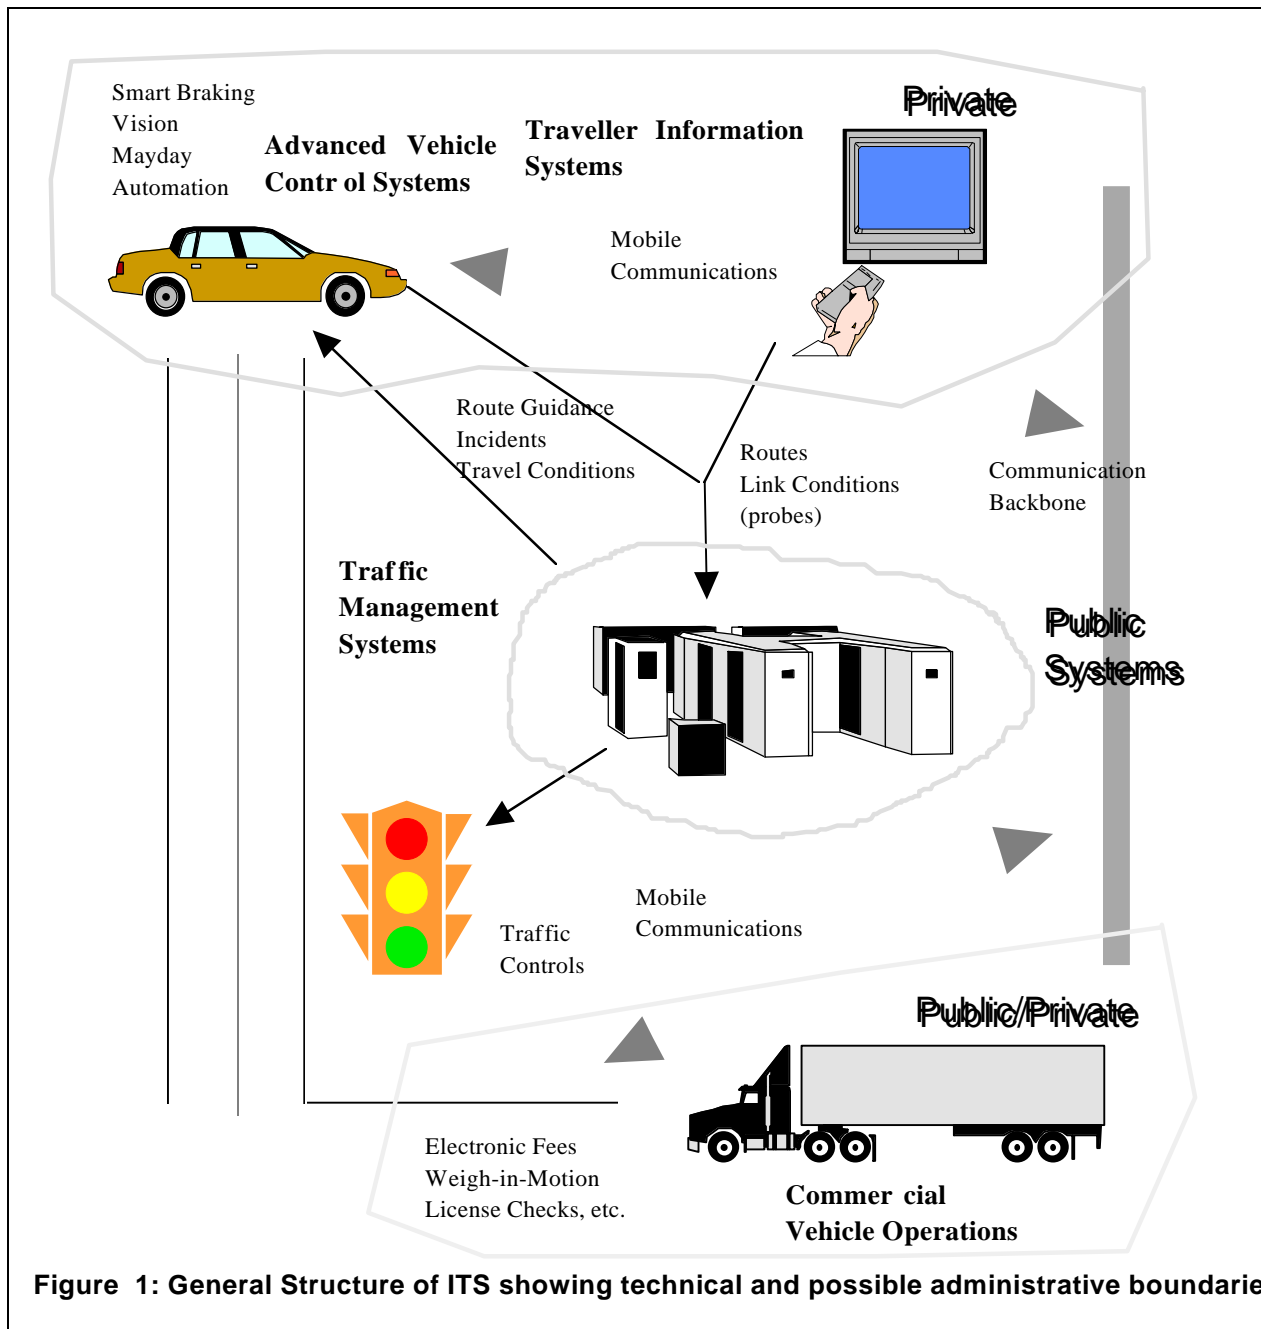 Smart Braking
Vision
Mayday
Automation
Advanced Vehicle
Contr ol Systems
Traveller Information
Systems
Private
Mobile
Communications
Route Guidance
Incidents
Travel Conditions
Routes
Link Conditions
(probes)
Communication
Backbone
Traffic
Management
Systems
Public
Systems
Traffic
Controls
Mobile
Communications
Public/Private
Electronic Fees
Weigh-in-Motion
License Checks, etc.
Commer cial
Vehicle Operations
Figure 1: General Structure of ITS showing technical and possible administrative boundarie